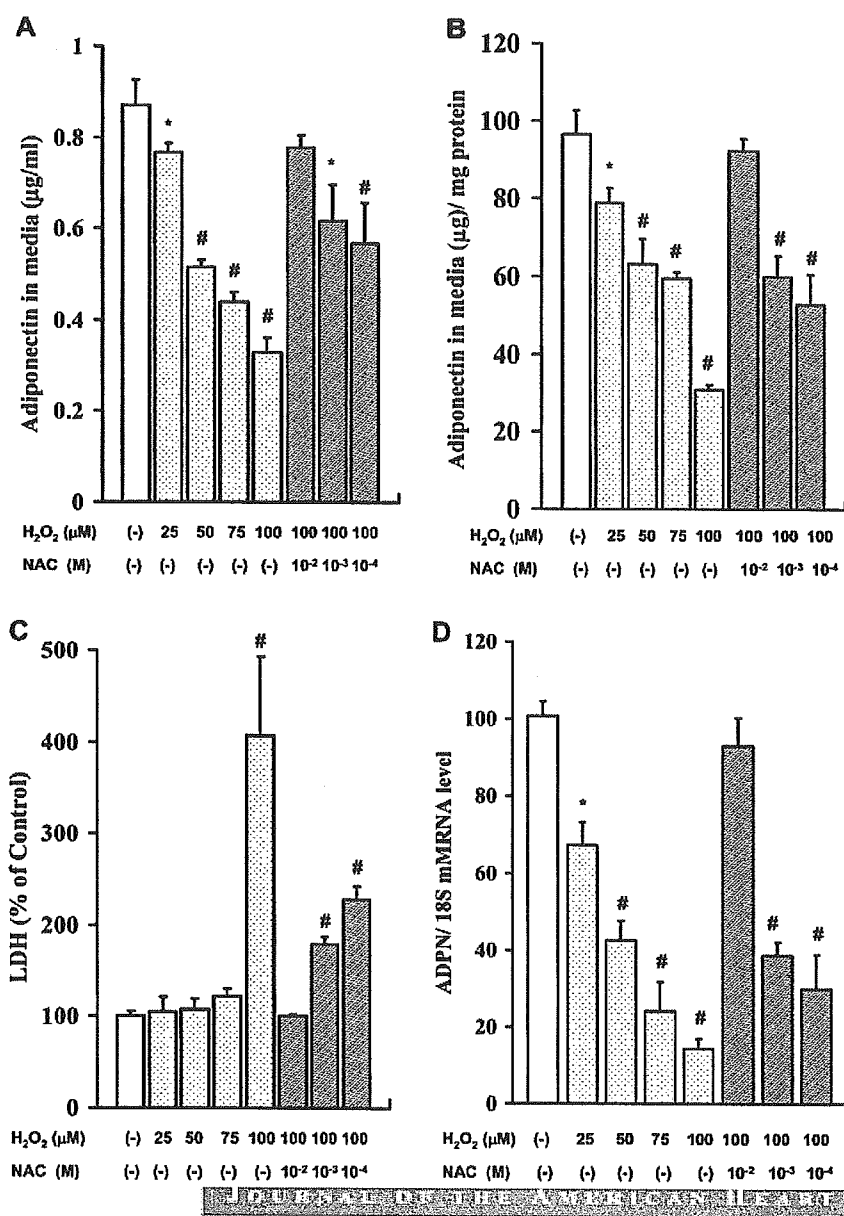 A
Adiponectin in media (µg/ml)
1
0.8
0.6
0.4
0.2
0
*
#
#
#
*
#
H₂O₂ (µM) (-) 25 50 75 100 100 100 100
NAC (M) (-) (-) (-) (-) (-) 10⁻² 10⁻³ 10⁻⁴
B
Adiponectin in media (µg)/ mg protein
120
100
80
60
40
20
0
*
#
#
#
#
#
H₂O₂ (µM) (-) 25 50 75 100 100 100 100
NAC (M) (-) (-) (-) (-) (-) 10⁻² 10⁻³ 10⁻⁴
C
LDH (% of Control)
500
400
300
200
100
0
#
#
#
H₂O₂ (µM) (-) 25 50 75 100 100 100 100
NAC (M) (-) (-) (-) (-) (-) 10⁻² 10⁻³ 10⁻⁴
D
ADPN/ 18S mMRNA level
120
100
80
60
40
20
0
*
#
#
#
#
#
H₂O₂ (µM) (-) 25 50 75 100 100 100 100
NAC (M) (-) (-) (-) (-) (-) 10⁻² 10⁻³ 10⁻⁴
JOURNAL OF THE AMERICAN HEART